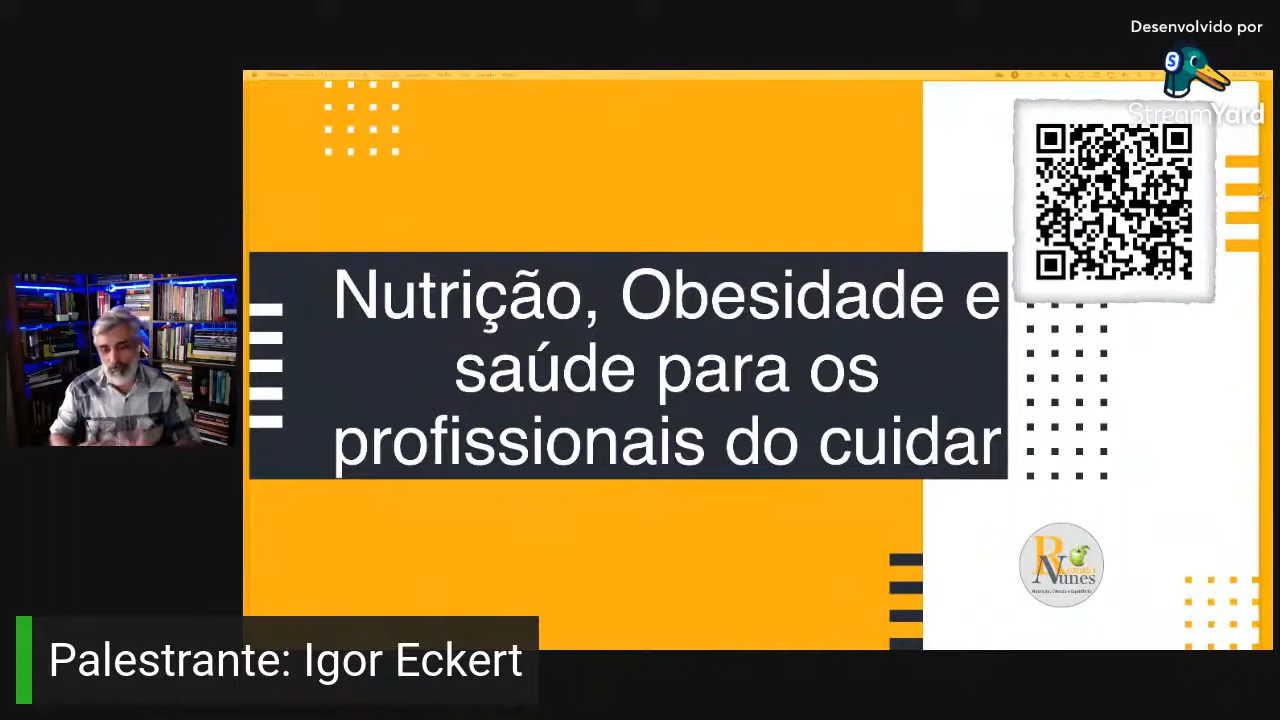 Desenvolvido por
StreamYard
Nutrição, Obesidade e
saúde para os
profissionais do cuidar
Nunes
Palestrante: Igor Eckert